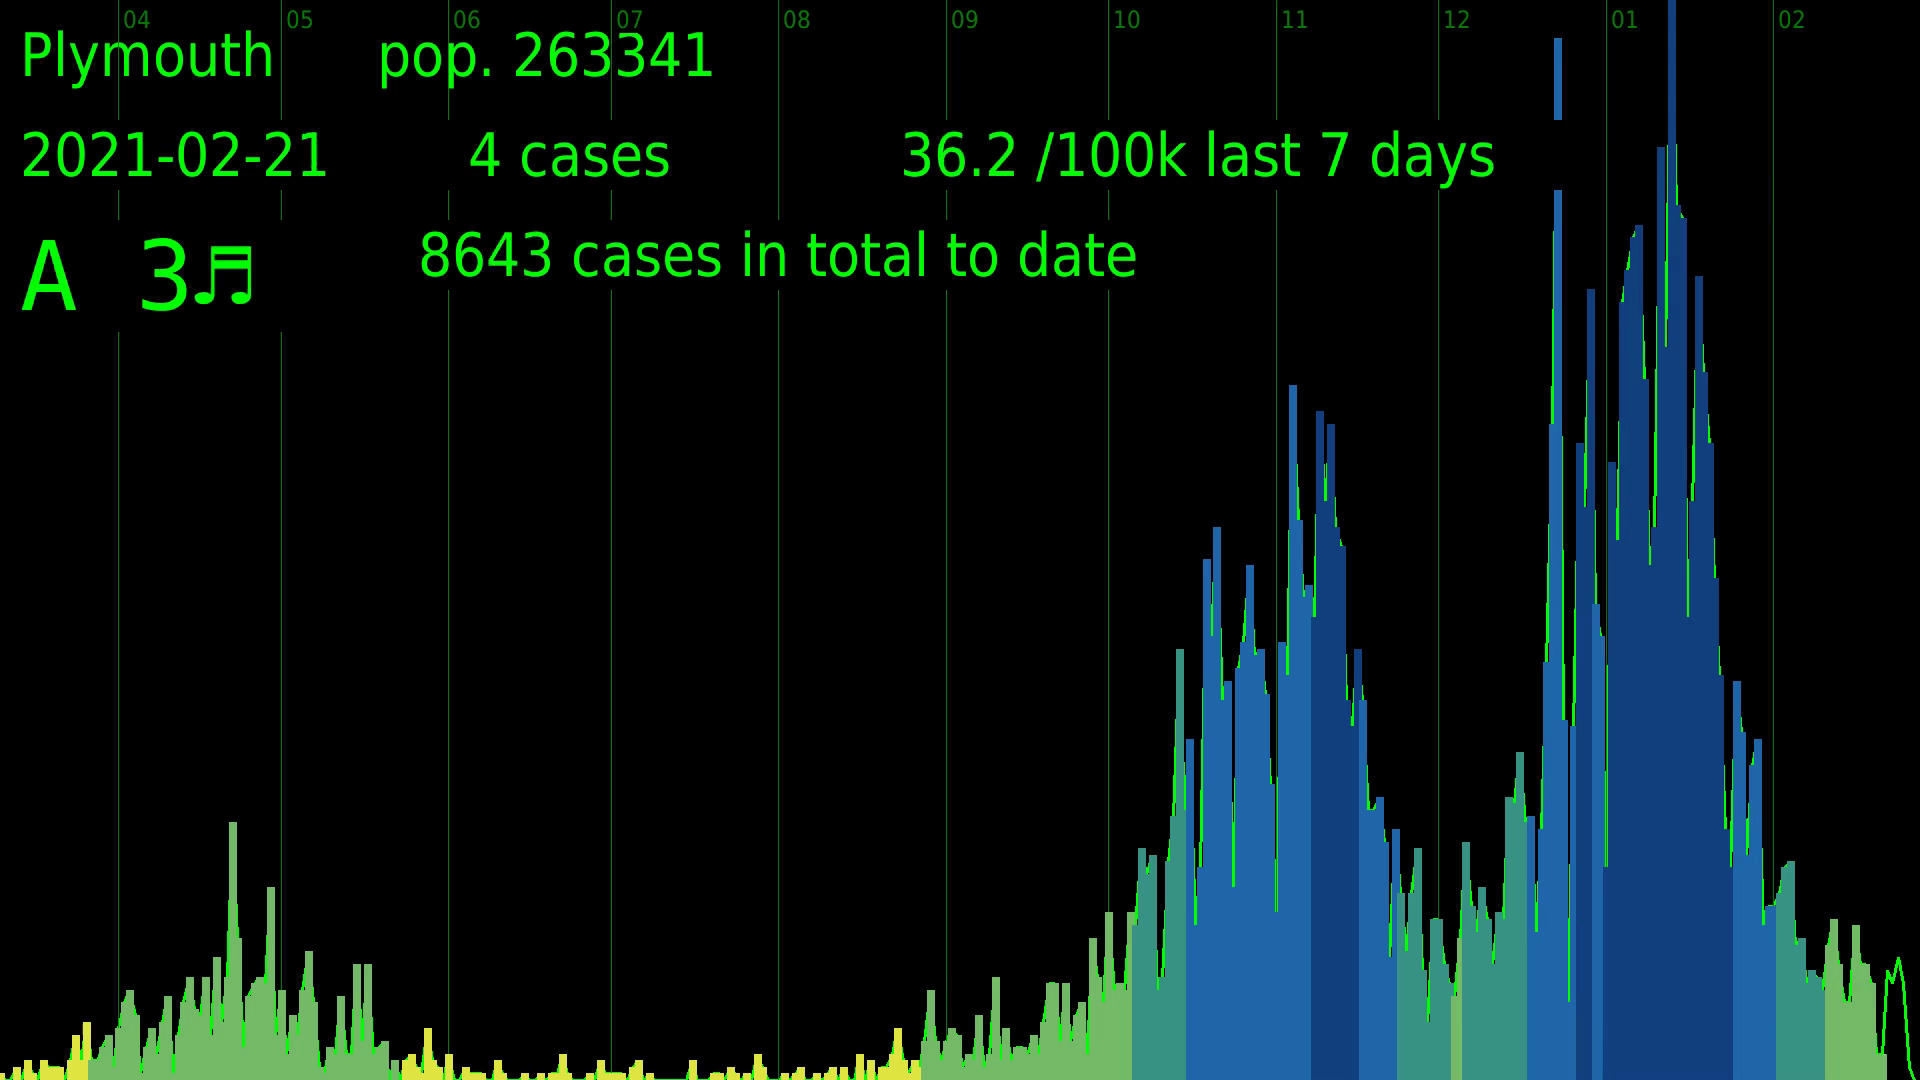 04 05 06 07 08 09 10 11 12 01 02
Plymouth pop. 263341
2021-02-21 4 cases 36.2 /100k last 7 days
A 3♬ 8643 cases in total to date